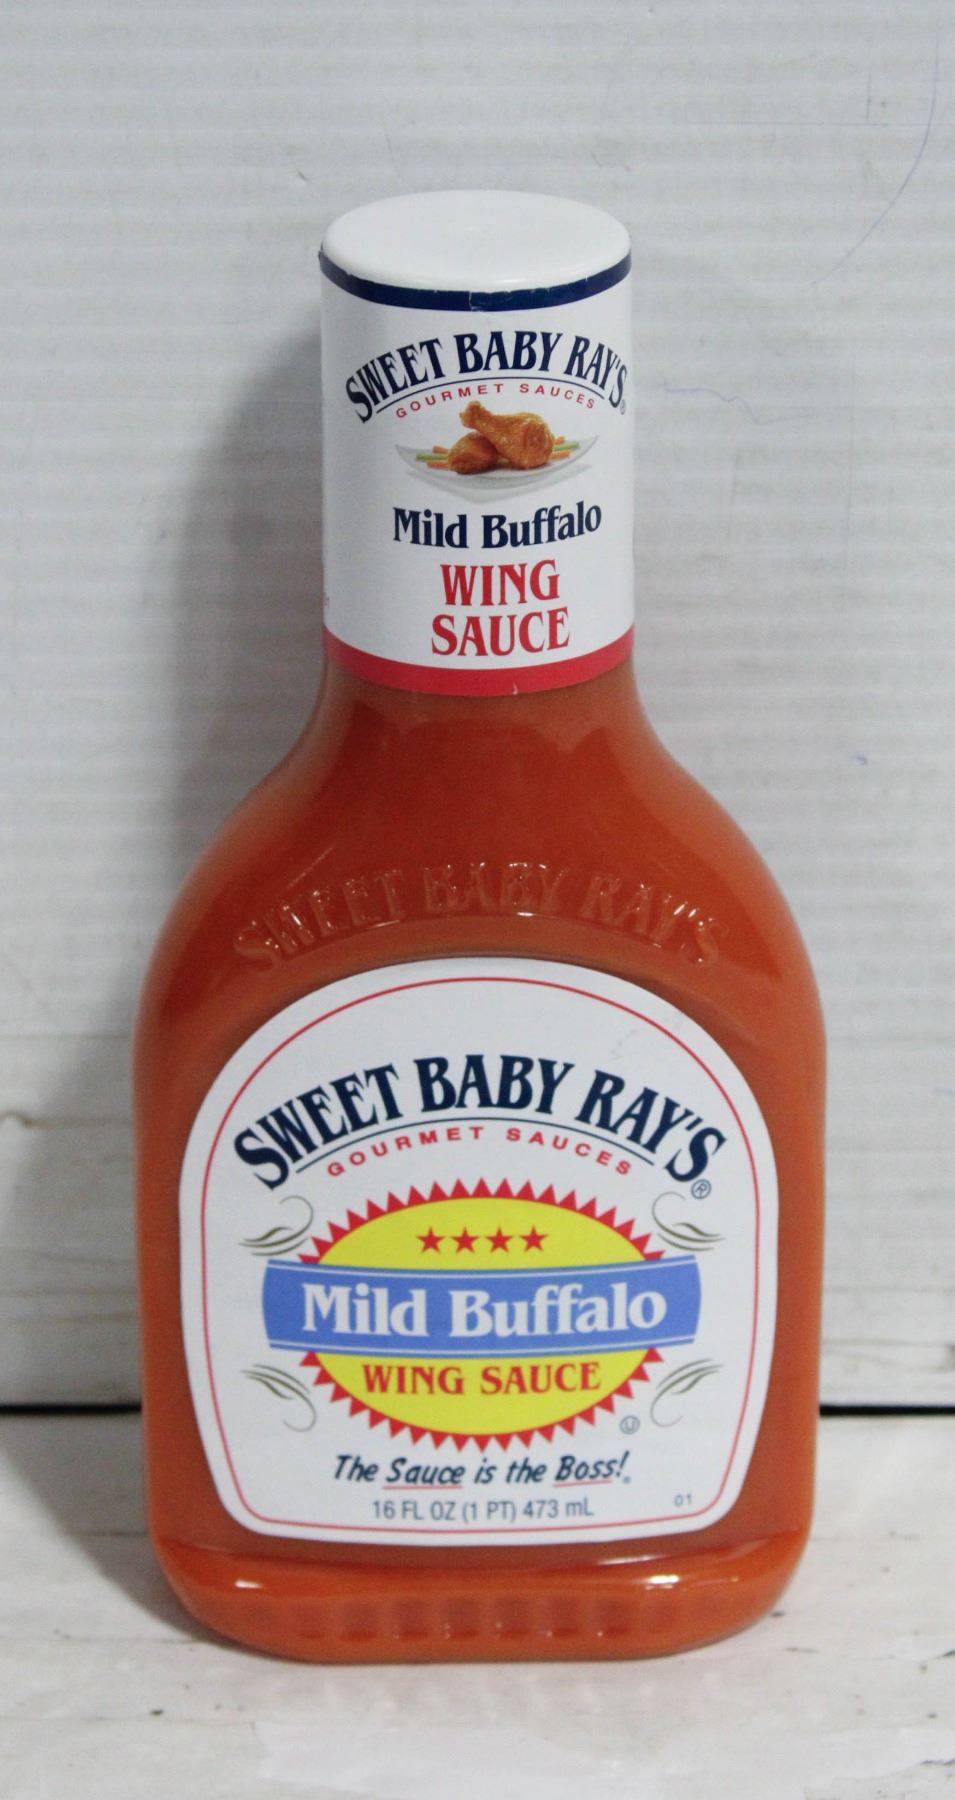 SWEET BABY RAY'S®
GOURMET SAUCES
Mild Buffalo
WING
SAUCE
SWEET BABY RAY'S
SWEET BABY RAY'S®
GOURMET SAUCES
Mild Buffalo
WING SAUCE
U
The Sauce is the Boss!
16 FL OZ (1 PT) 473 mL
01